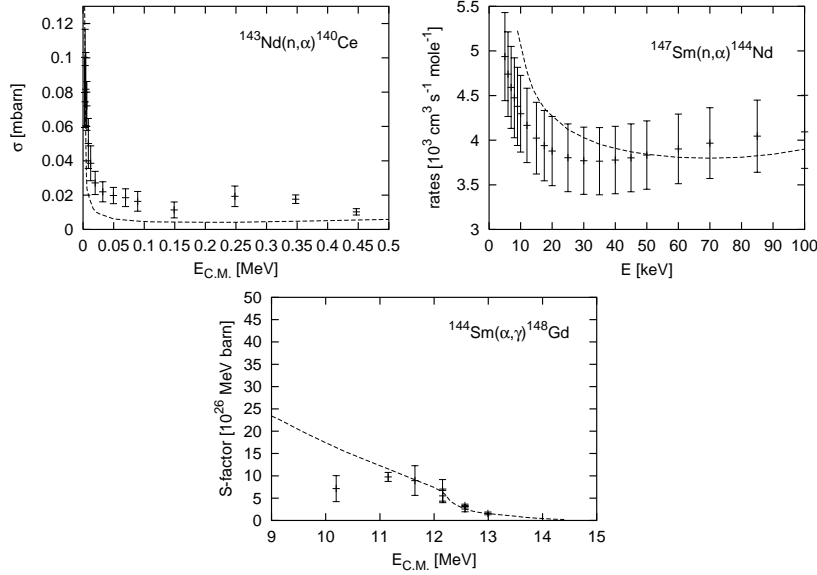 ¹⁴³Nd(n,α)¹⁴⁰Ce
σ [mbarn]
0.12
0.1
0.08
0.06
0.04
0.02
0
0 0.05 0.1 0.15 0.2 0.25 0.3 0.35 0.4 0.45 0.5
E_C.M. [MeV]
¹⁴⁷Sm(n,α)¹⁴⁴Nd
rates [10³ cm³ s⁻¹ mole⁻¹]
5.5
5
4.5
4
3.5
3
0 10 20 30 40 50 60 70 80 90 100
E [keV]
¹⁴⁴Sm(α,γ)¹⁴⁸Gd
S-factor [10²⁶ MeV barn]
50
45
40
35
30
25
20
15
10
5
0
9 10 11 12 13 14 15
E_C.M. [MeV]